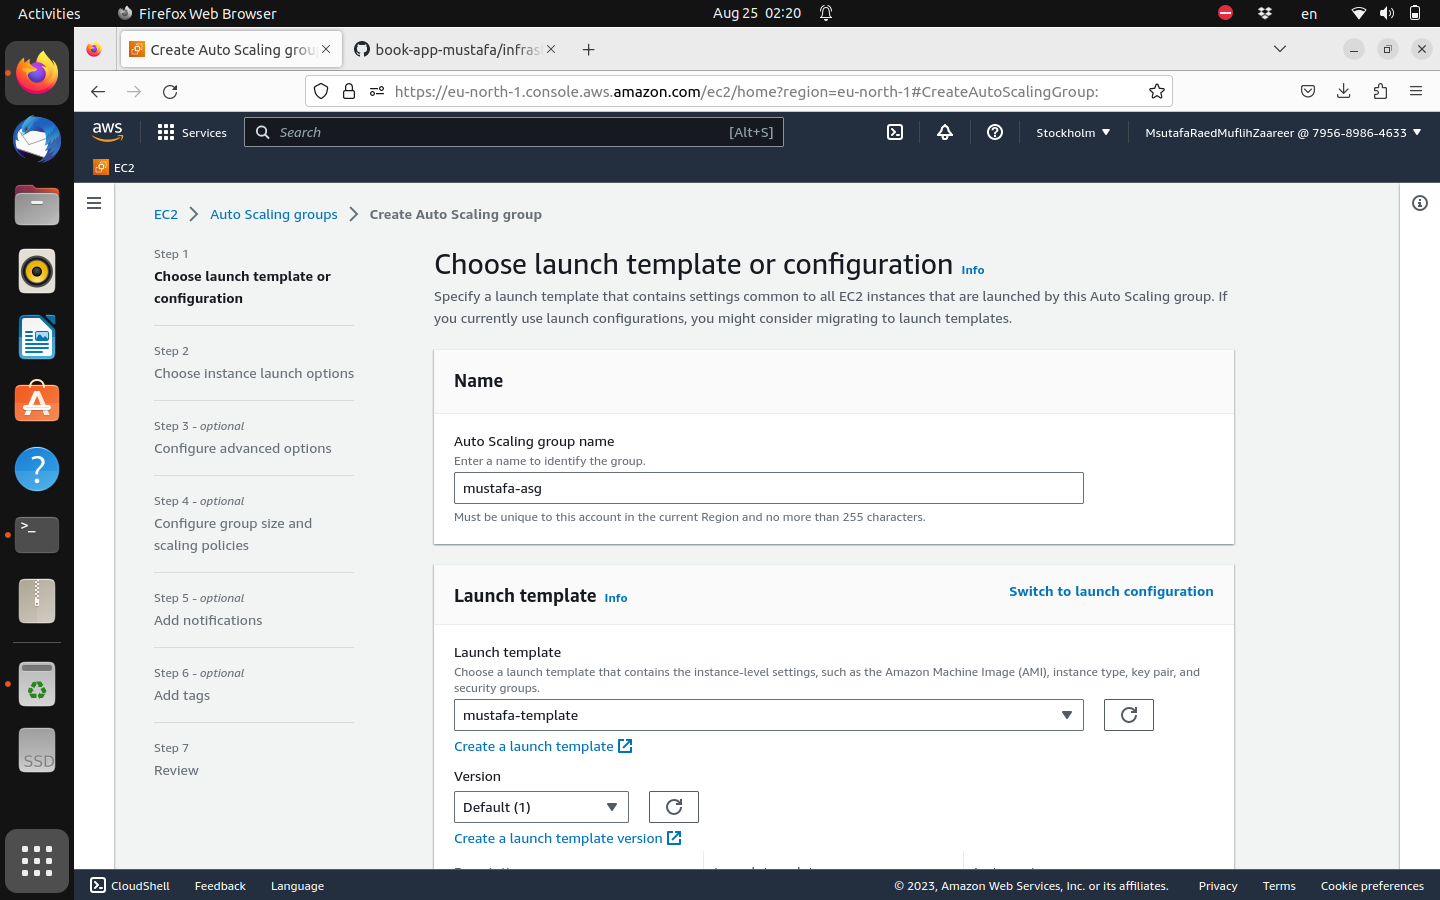 Activities
Firefox Web Browser
Aug 25 02:20
en
Create Auto Scaling grou
book-app-mustafa/infras
https://eu-north-1.console.aws.amazon.com/ec2/home?region=eu-north-1#CreateAutoScalingGroup:
aws
Services
Search
[Alt+S]
Stockholm
MsutafaRaedMuflihZaareer @ 7956-8986-4633
EC2
EC2
Auto Scaling groups
Create Auto Scaling group
Step 1
Choose launch template or
configuration
Step 2
Choose instance launch options
Step 3 - optional
Configure advanced options
Step 4 - optional
Configure group size and
scaling policies
Step 5 - optional
Add notifications
Step 6 - optional
Add tags
Step 7
Review
Choose launch template or configuration Info
Specify a launch template that contains settings common to all EC2 instances that are launched by this Auto Scaling group. If
you currently use launch configurations, you might consider migrating to launch templates.
Name
Auto Scaling group name
Enter a name to identify the group.
mustafa-asg
Must be unique to this account in the current Region and no more than 255 characters.
Launch template Info
Switch to launch configuration
Launch template
Choose a launch template that contains the instance-level settings, such as the Amazon Machine Image (AMI), instance type, key pair, and
security groups.
mustafa-template
Create a launch template
Version
Default (1)
Create a launch template version
SSD
CloudShell
Feedback
Language
© 2023, Amazon Web Services, Inc. or its affiliates.
Privacy
Terms
Cookie preferences